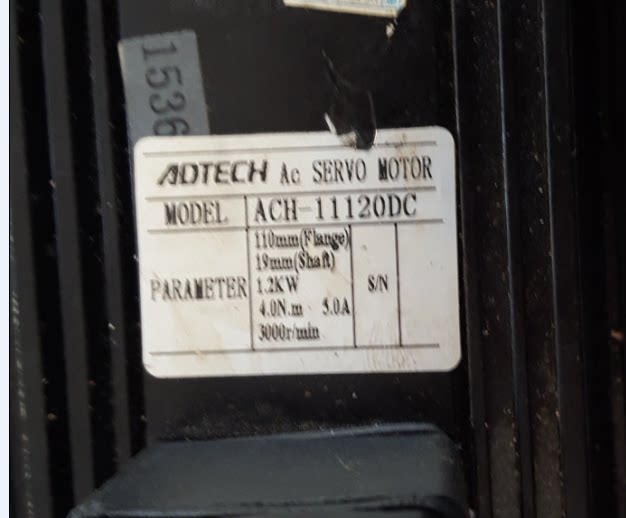 1536
ADTECH Ac SERVO MOTOR
MODEL ACH-11120DC
PARAMETER
110mm(Flange)
19mm(Shaft)
1.2KW
4.0N.m 5.0A
3000r/min
S/N